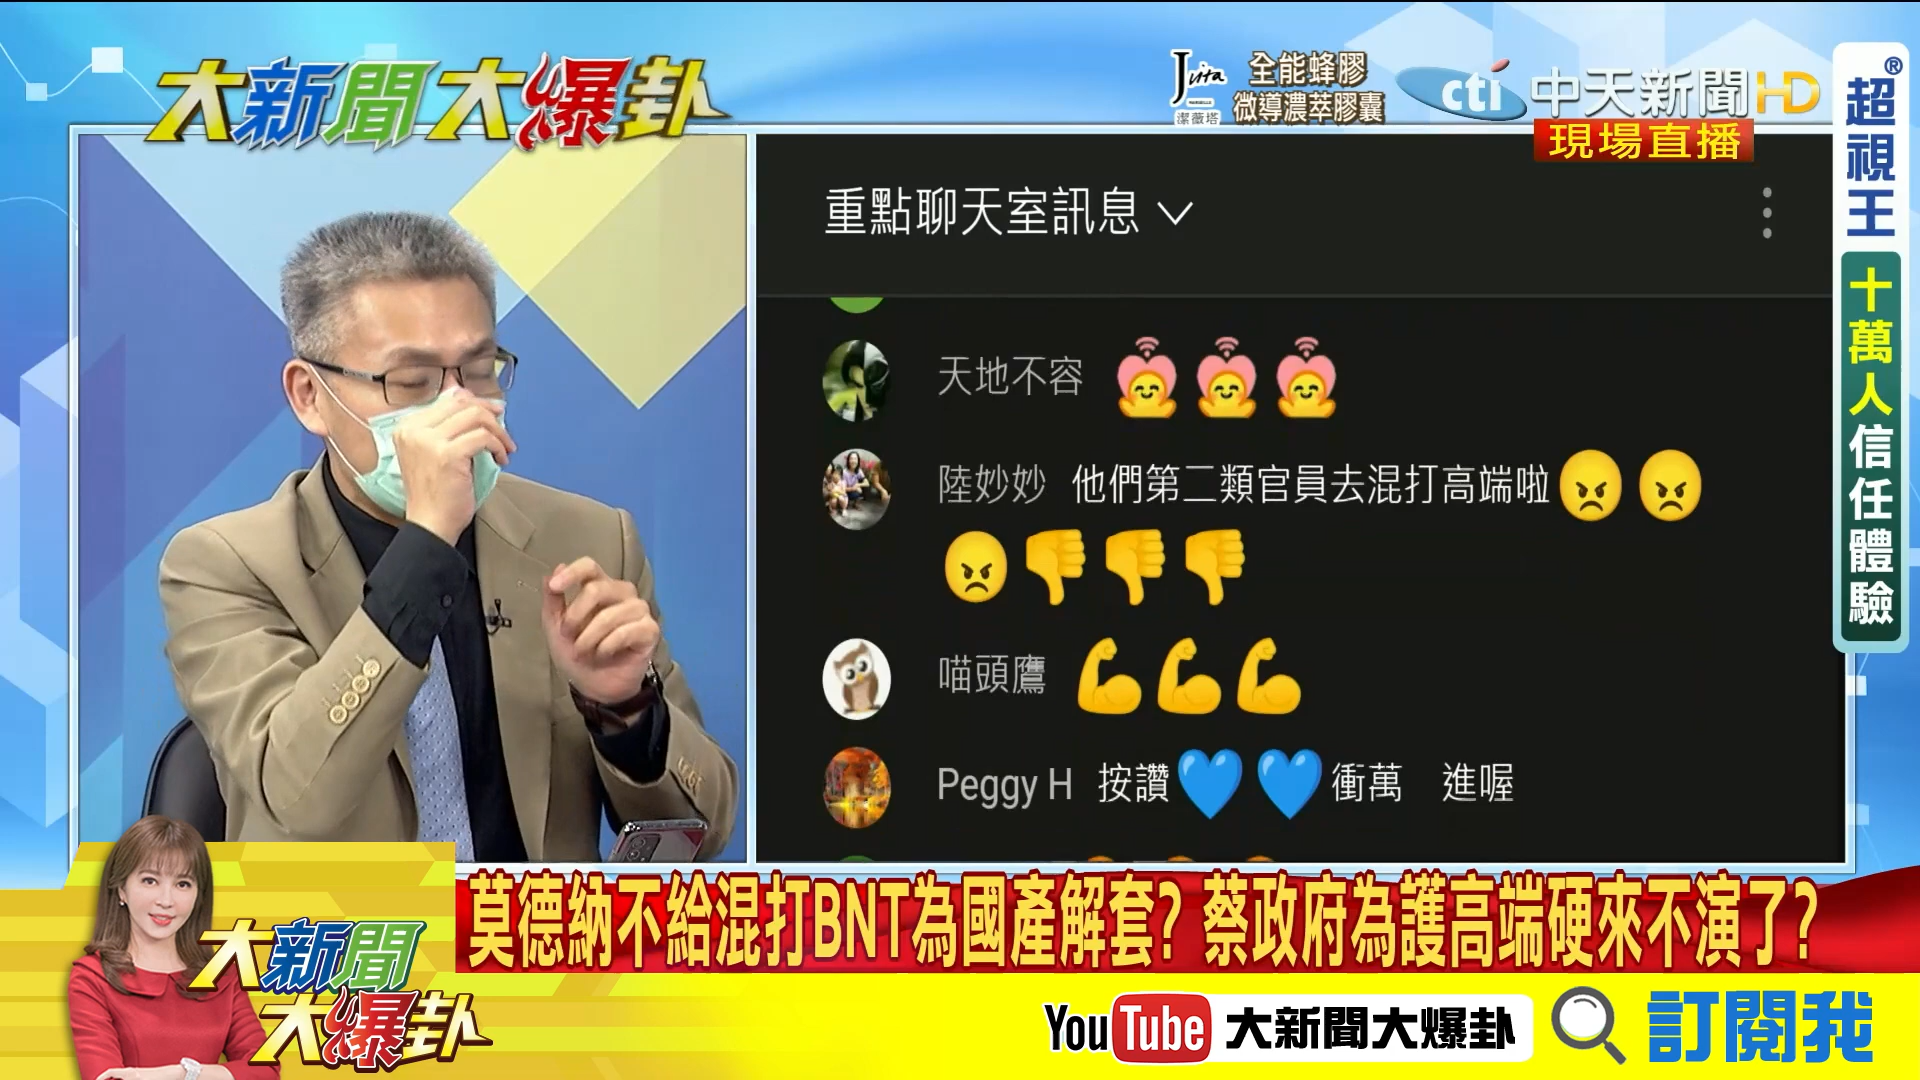 大新聞大爆卦
Jvita
MARSEILLE
潔薇塔
全能蜂膠
微導濃萃膠囊
cti 中天新聞HD
現場直播
超視王®
十萬人信任體驗
重點聊天室訊息
天地不容
陸妙妙 他們第二類官員去混打高端啦😠😠
😠👎👎👎
喵頭鷹 💪💪💪
Peggy H 按讚💙💙衝萬 進喔
莫德納不給混打BNT為國產解套? 蔡政府為護高端硬來不演了?
大新聞
大爆卦
YouTube 大新聞大爆卦 訂閱我